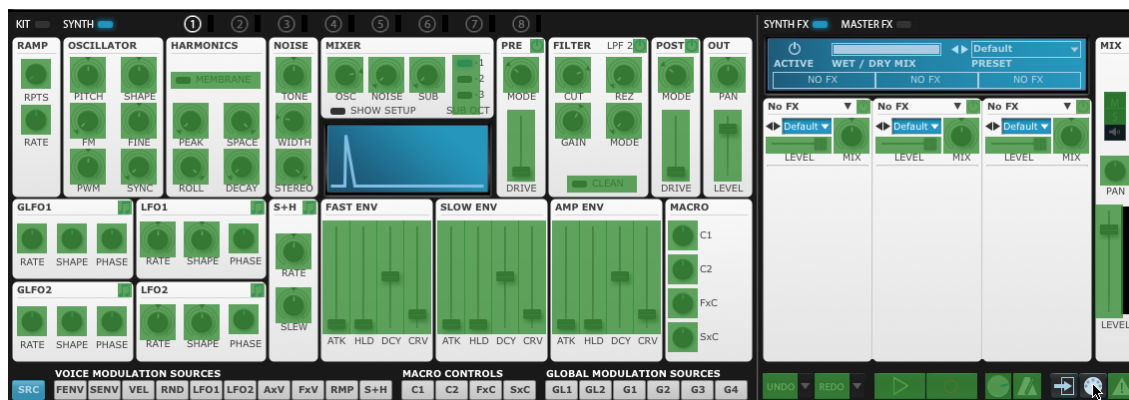 KIT SYNTH 1 2 3 4 5 6 7 8 SYNTH FX MASTER FX
RAMP OSCILLATOR HARMONICS NOISE MIXER PRE FILTER LPF 2 POST OUT MIX
RPTS PITCH SHAPE MEMBRANE TONE OSC NOISE SUB -1 -2 -3 MODE CUT REZ MODE PAN
SHOW SETUP SUB OCT
RATE FM FINE PEAK SPACE WIDTH GAIN MODE
PWM SYNC ROLL DECAY STEREO DRIVE CLEAN DRIVE LEVEL
ACTIVE WET / DRY MIX Default PRESET
NO FX NO FX NO FX
No FX No FX No FX
Default Default Default
LEVEL MIX LEVEL MIX LEVEL MIX
M
S
PAN
LEVEL
GLFO1 LFO1 S+H FAST ENV SLOW ENV AMP ENV MACRO
RATE SHAPE PHASE RATE SHAPE PHASE RATE C1
C2
GLFO2 LFO2 FxC
RATE SHAPE PHASE RATE SHAPE PHASE SLEW SxC
ATK HLD DCY CRV ATK HLD DCY CRV ATK HLD DCY CRV
VOICE MODULATION SOURCES MACRO CONTROLS GLOBAL MODULATION SOURCES
SRC FENV SENV VEL RND LFO1 LFO2 AxV FxV RMP S+H C1 C2 FxC SxC GL1 GL2 G1 G2 G3 G4
UNDO REDO